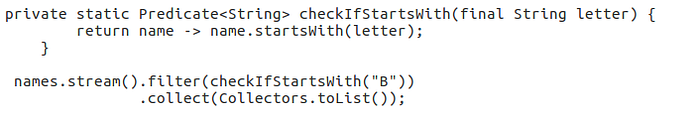 private static Predicate<String> checkIfStartsWith(final String letter) {
        return name -> name.startsWith(letter);
    }
names.stream().filter(checkIfStartsWith("B"))
                .collect(Collectors.toList());